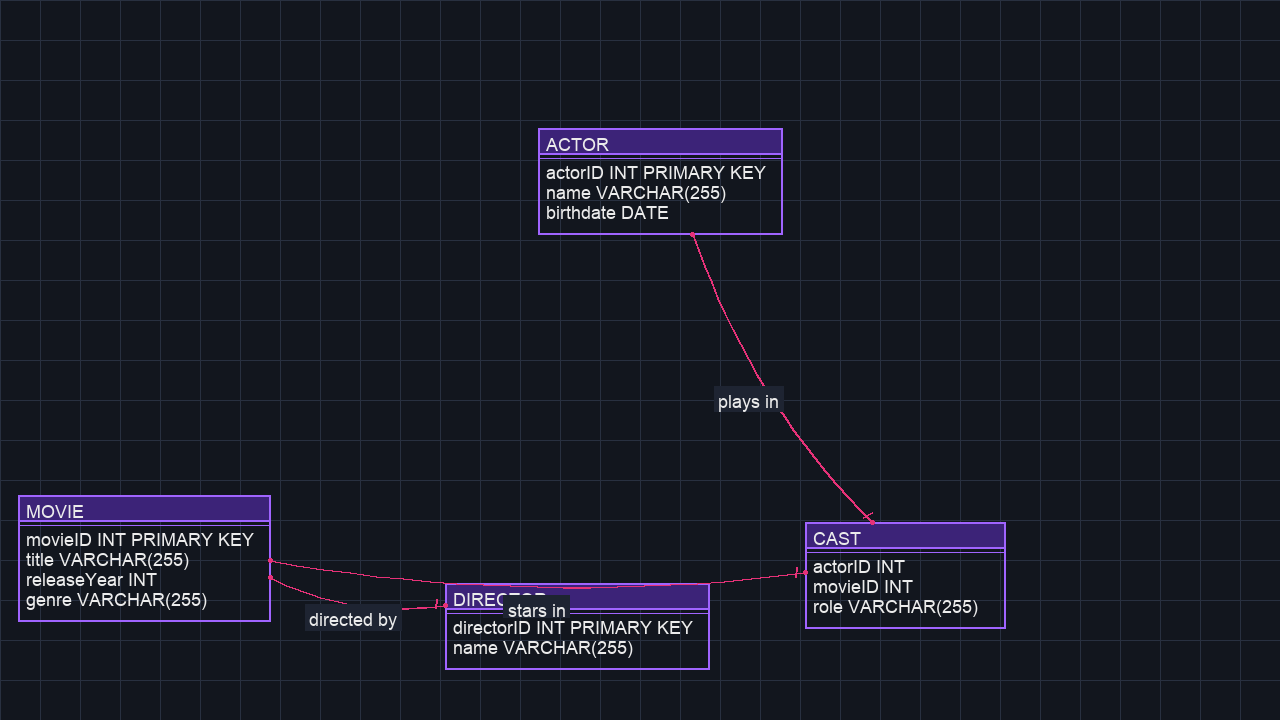 ACTOR
actorID INT PRIMARY KEY
name VARCHAR(255)
birthdate DATE
plays in
MOVIE
movieID INT PRIMARY KEY
title VARCHAR(255)
releaseYear INT
genre VARCHAR(255)
directed by
DIRECTOR
stars in
directorID INT PRIMARY KEY
name VARCHAR(255)
CAST
actorID INT
movieID INT
role VARCHAR(255)